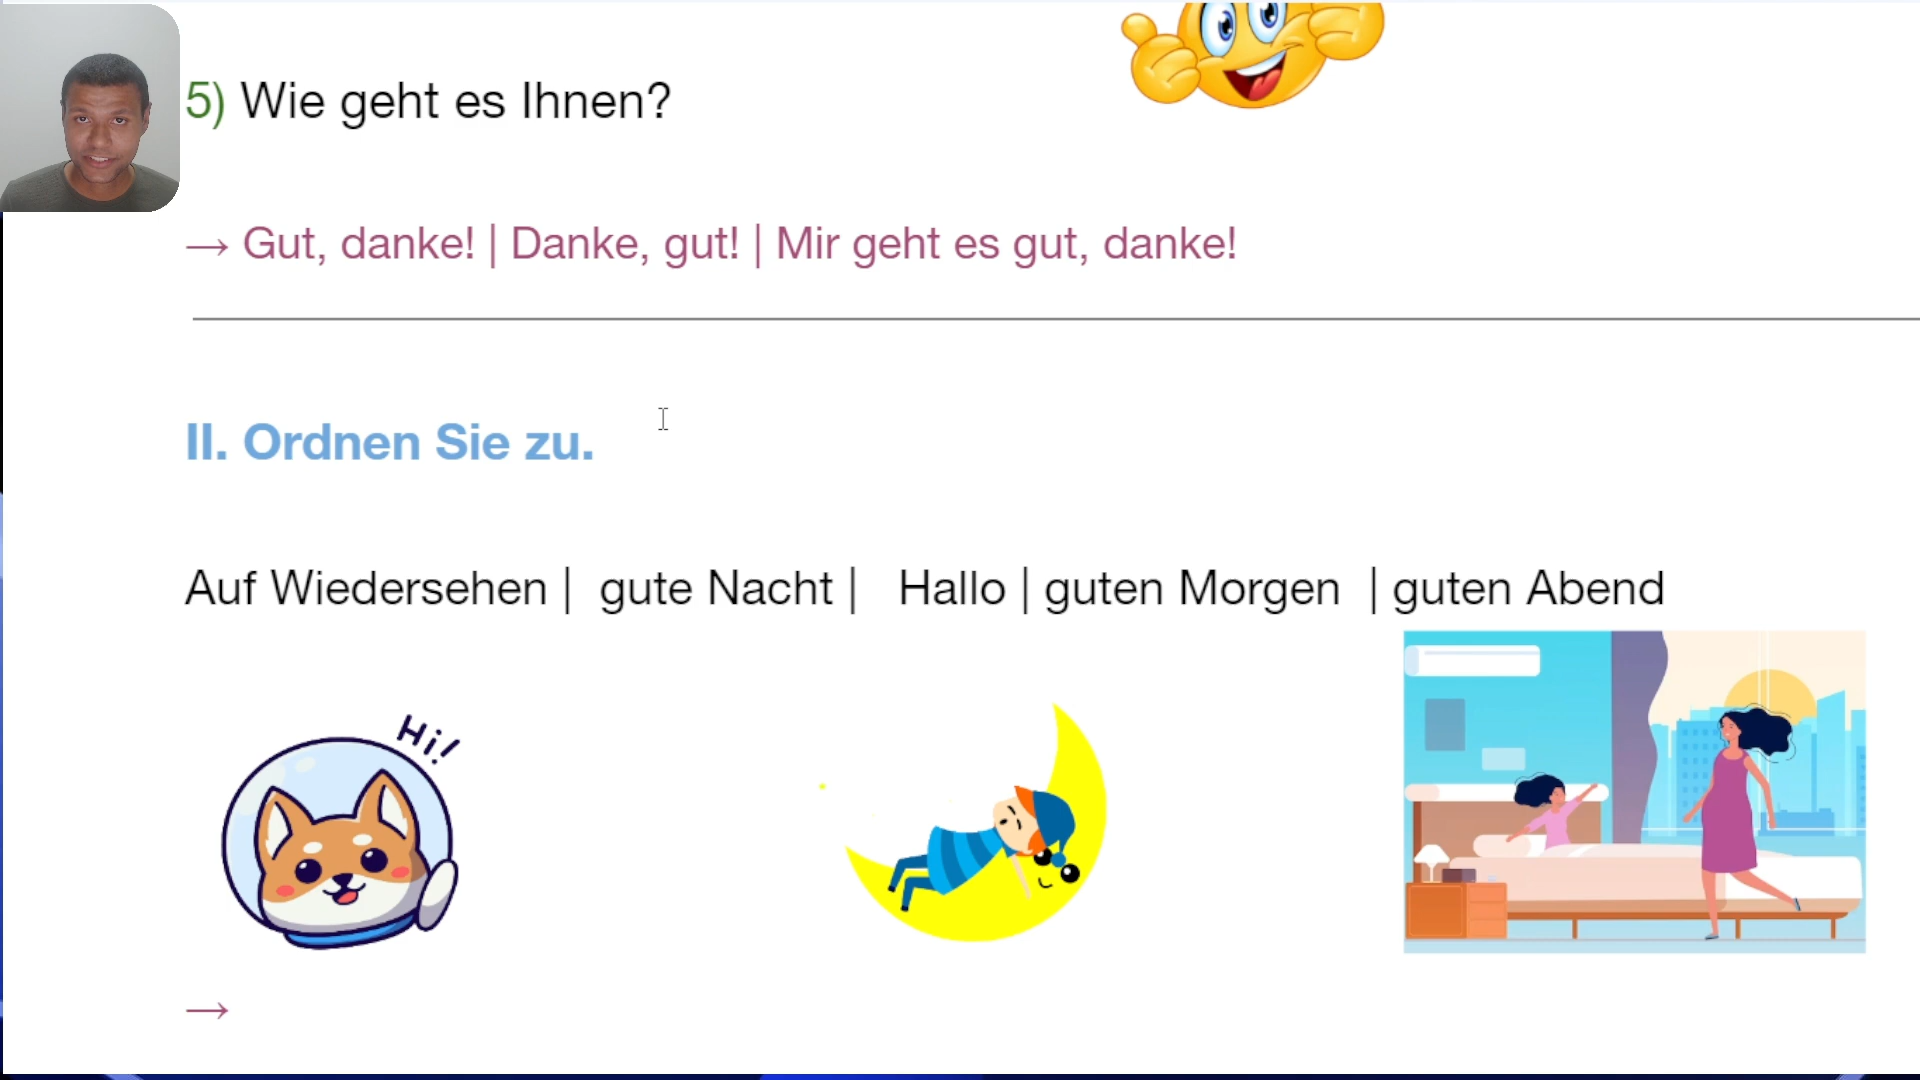 5) Wie geht es Ihnen?
→ Gut, danke! | Danke, gut! | Mir geht es gut, danke!
II. Ordnen Sie zu.
Auf Wiedersehen | gute Nacht | Hallo | guten Morgen | guten Abend
Hi!
→